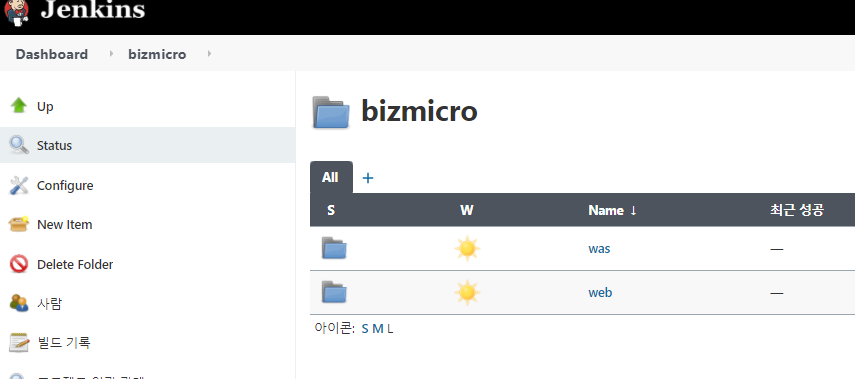 Jenkins
Dashboard bizmicro
Up
Status
Configure
New Item
Delete Folder
사람
빌드 기록
bizmicro
All +
S W Name ↓ 최근 성공
was —
web —
아이콘: S M L